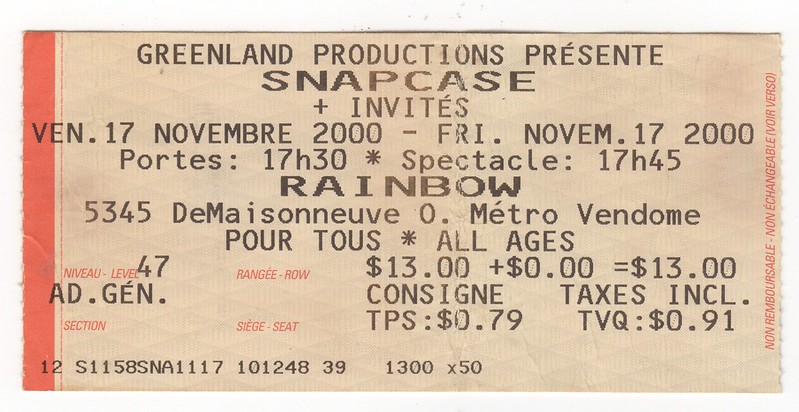 GREENLAND PRODUCTIONS PRÉSENTE
SNAPCASE
+ INVITÉS
VEN.17 NOVEMBRE 2000 - FRI. NOVEM.17 2000
Portes: 17h30 * Spectacle: 17h45
RAINBOW
5345 DeMaisonneuve O. Métro Vendome
POUR TOUS * ALL AGES
NIVEAU - LEVEL 47 RANGÉE - ROW $13.00 +$0.00 =$13.00
AD.GÉN. CONSIGNE TAXES INCL.
SECTION SIÈGE - SEAT TPS:$0.79 TVQ:$0.91
12 S1158SNA1117 101248 39 1300 x50
NON REMBOURSABLE - NON ÉCHANGEABLE (VOIR VERSO)